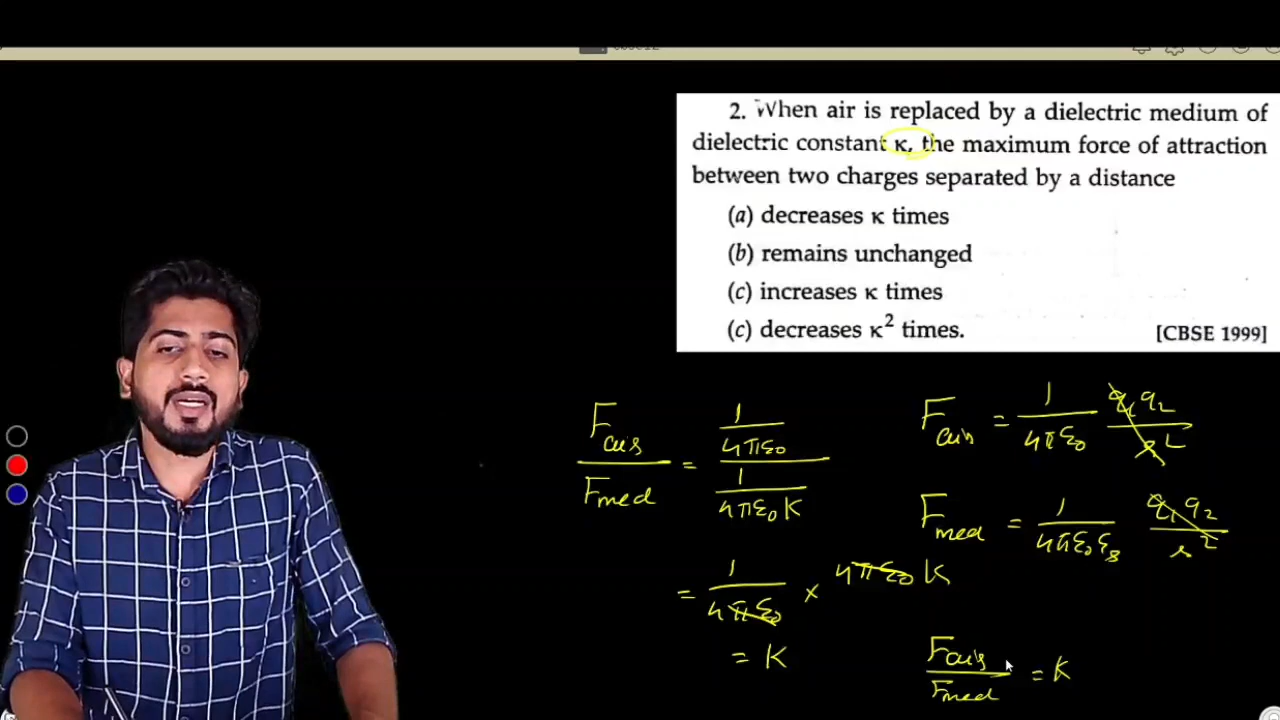 2. When air is replaced by a dielectric medium of
dielectric constant κ, the maximum force of attraction
between two charges separated by a distance
(a) decreases κ times
(b) remains unchanged
(c) increases κ times
(c) decreases κ² times.
[CBSE 1999]
F_air / F_med = (1 / 4πε₀) / (1 / 4πε₀K)
= 1 / 4πε₀ × 4πε₀ K
= K
F_air = 1 / 4πε₀ q₁q₂ / r²
F_med = 1 / 4πε₀εr q₁q₂ / r²
F_air / F_med = K